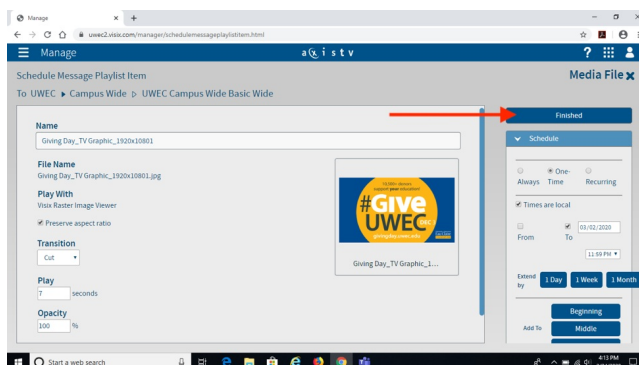 Manage
uwec2.visix.com/manager/schedulemessageplaylistitem.html
Manage
axistv
?
Schedule Message Playlist Item
Media File
To UWEC ▸ Campus Wide ▹ UWEC Campus Wide Basic Wide
Finished
Name
Giving Day_TV Graphic_1920x10801
Schedule
File Name
Giving Day_TV Graphic_1920x10801.jpg
Always
One-Time
Recurring
Play With
Visix Raster Image Viewer
Times are local
Preserve aspect ratio
#Give
UWEC
From
To
03/02/2020
11:59 PM
Transition
Cut
Giving Day_TV Graphic_1...
Play
7 seconds
Extend by
1 Day
1 Week
1 Month
Opacity
100 %
Beginning
Add To
Middle
Start a web search
4:13 PM